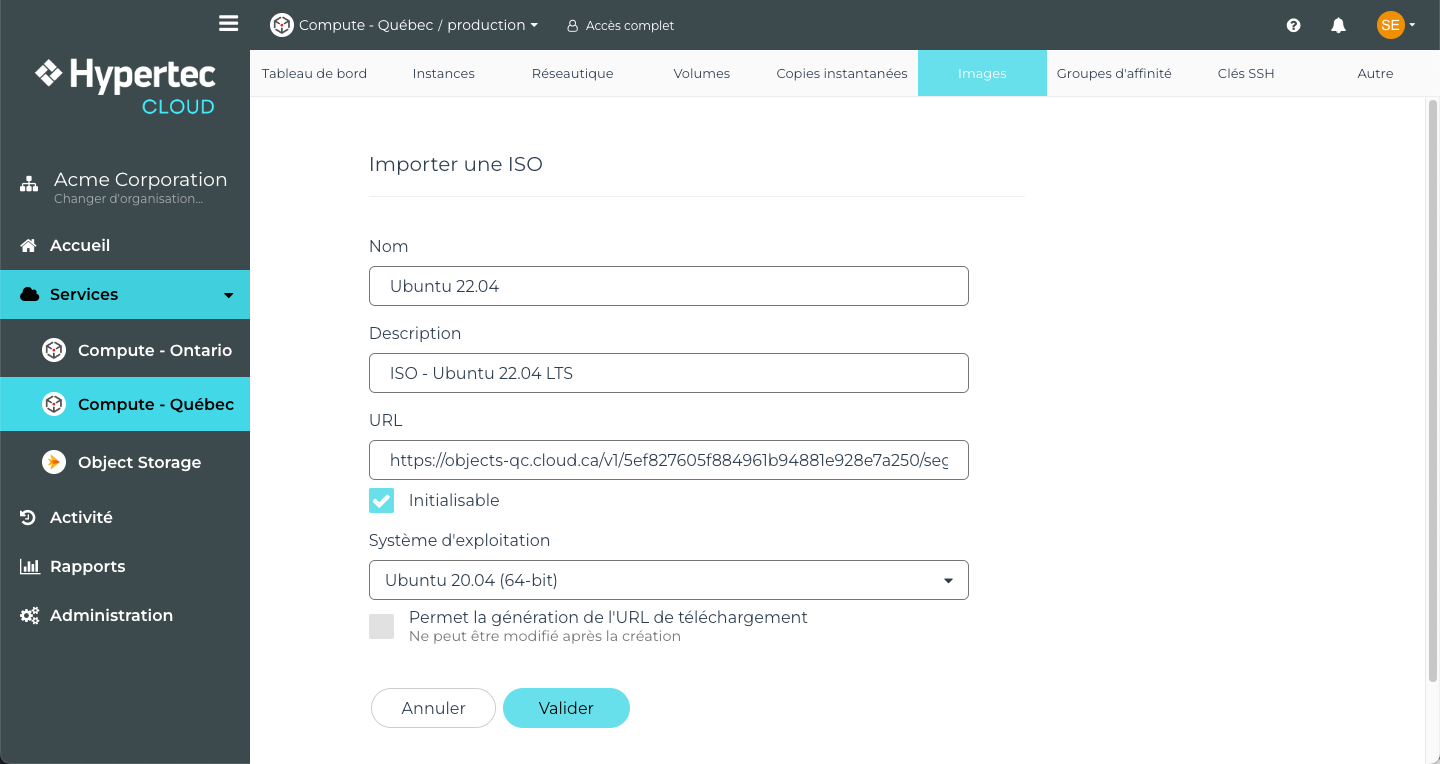 Compute - Québec / production
Accès complet
SE
Hypertec
CLOUD
Acme Corporation
Changer d'organisation...
Accueil
Services
Compute - Ontario
Compute - Québec
Object Storage
Activité
Rapports
Administration
Tableau de bord
Instances
Réseautique
Volumes
Copies instantanées
Images
Groupes d'affinité
Clés SSH
Autre
Importer une ISO
Nom
Ubuntu 22.04
Description
ISO - Ubuntu 22.04 LTS
URL
https://objects-qc.cloud.ca/v1/5ef827605f884961b94881e928e7a250/seg
Initialisable
Système d'exploitation
Ubuntu 20.04 (64-bit)
Permet la génération de l'URL de téléchargement
Ne peut être modifié après la création
Annuler
Valider